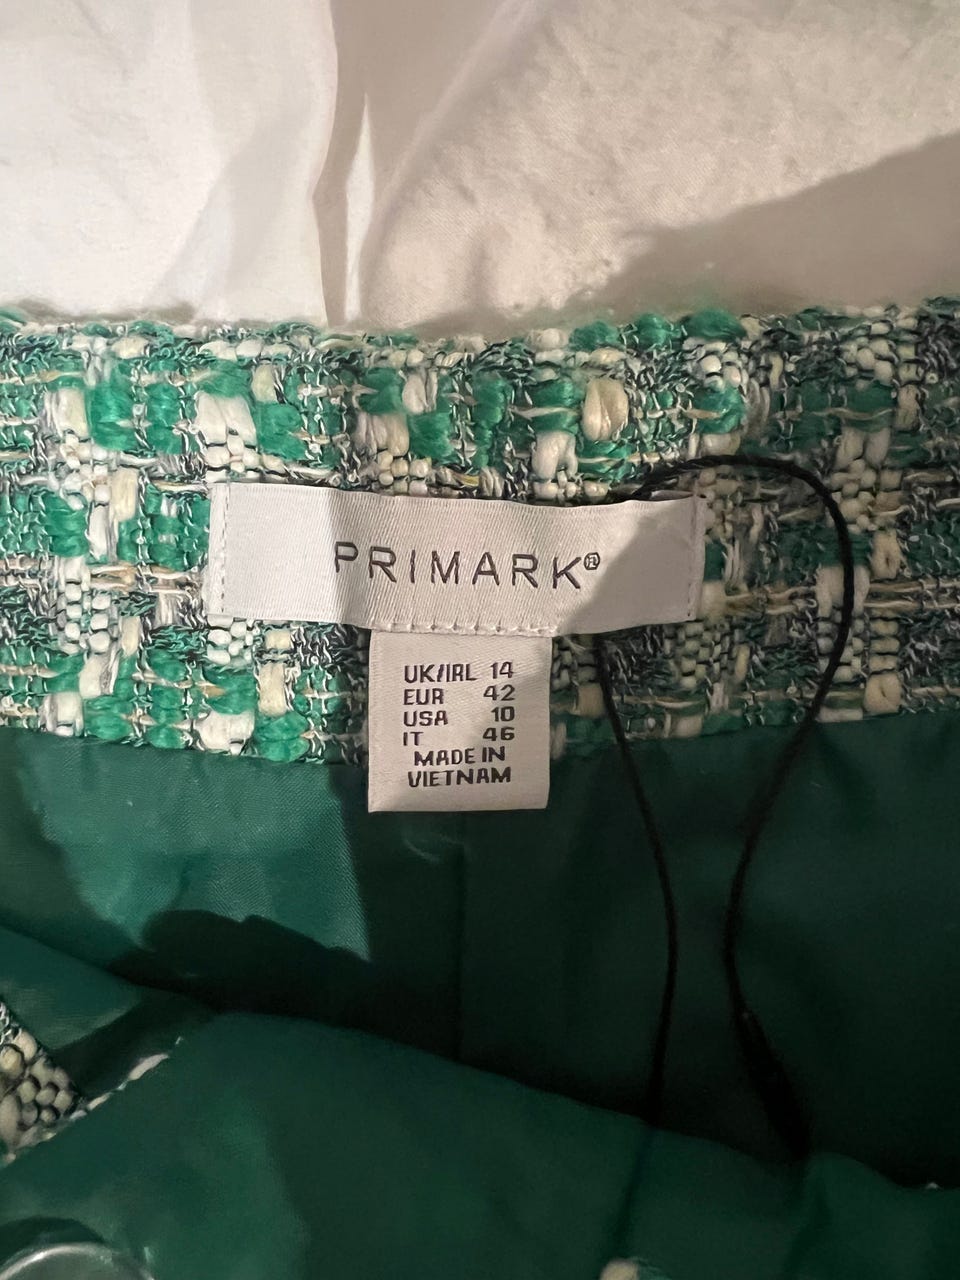 PRIMARK®
UK/IRL 14
EUR 42
USA 10
IT 46
MADE IN
VIETNAM